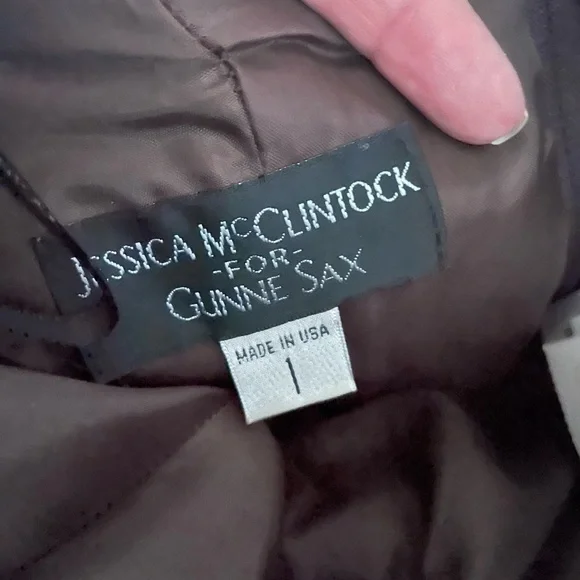 JESSICA McCLINTOCK
-FOR-
GUNNE SAX
MADE IN USA
1